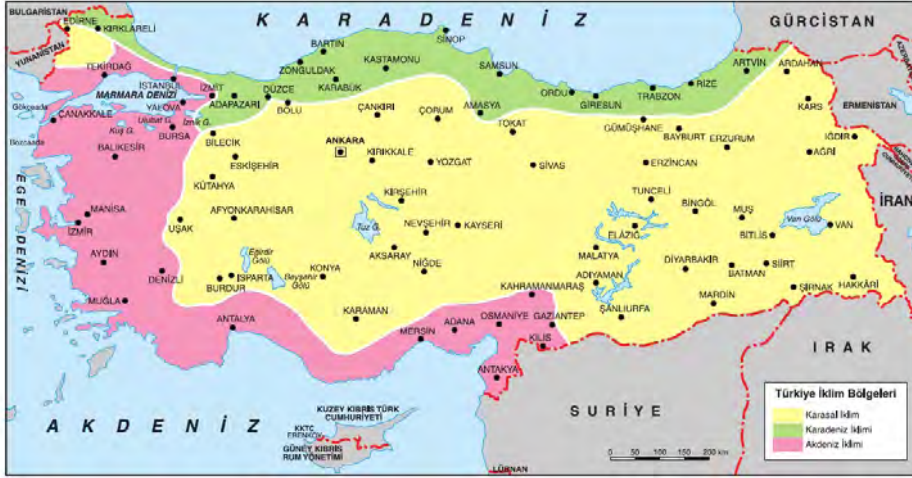 BULGARİSTAN
KARADENİZ
GÜRCİSTAN
EDİRNE
KIRKLARELİ
YUNANİSTAN
TEKİRDAĞ
İSTANBUL
MARMARA DENİZİ
YALOVA
İZMİT
ADAPAZARI
DÜZCE
BOLU
ZONGULDAK
BARTIN
KARABÜK
KASTAMONU
SİNOP
SAMSUN
ORDU
GİRESUN
TRABZON
RİZE
ARTVİN
ARDAHAN
KARS
ERMENİSTAN
IĞDIR
AĞRI
Gökçeada
Bozcaada
ÇANAKKALE
Kuş G.
Ulubat G.
İznik G.
BURSA
BALIKESİR
BİLECİK
ESKİŞEHİR
KÜTAHYA
ANKARA
ÇANKIRI
KIRIKKALE
ÇORUM
AMASYA
TOKAT
YOZGAT
SİVAS
GÜMÜŞHANE
BAYBURT
ERZURUM
ERZİNCAN
İRAN
EGE DENİZİ
MANİSA
İZMİR
UŞAK
AFYONKARAHİSAR
KIRŞEHİR
Tuz G.
NEVŞEHİR
KAYSERİ
AKSARAY
NİĞDE
TUNCELİ
BİNGÖL
MUŞ
ELAZIĞ
MALATYA
BİTLİS
Van Gölü
VAN
AYDIN
DENİZLİ
MUĞLA
Eğirdir
Gölü
ISPARTA
BURDUR
Beyşehir
Gölü
KONYA
KARAMAN
ANTALYA
MERSİN
ADANA
OSMANİYE
KAHRAMANMARAŞ
GAZİANTEP
KİLİS
ANTAKYA
ADIYAMAN
ŞANLIURFA
DİYARBAKIR
BATMAN
SİİRT
MARDİN
ŞIRNAK
HAKKÂRİ
AKDENİZ
KUZEY KIBRIS TÜRK
CUMHURİYETİ
KKTC
ERENKÖY
GÜNEY KIBRIS
RUM YÖNETİMİ
LÜBNAN
SURİYE
IRAK
0 50 100 150 200 km
Türkiye İklim Bölgeleri
Karasal İklim
Karadeniz İklimi
Akdeniz İklimi